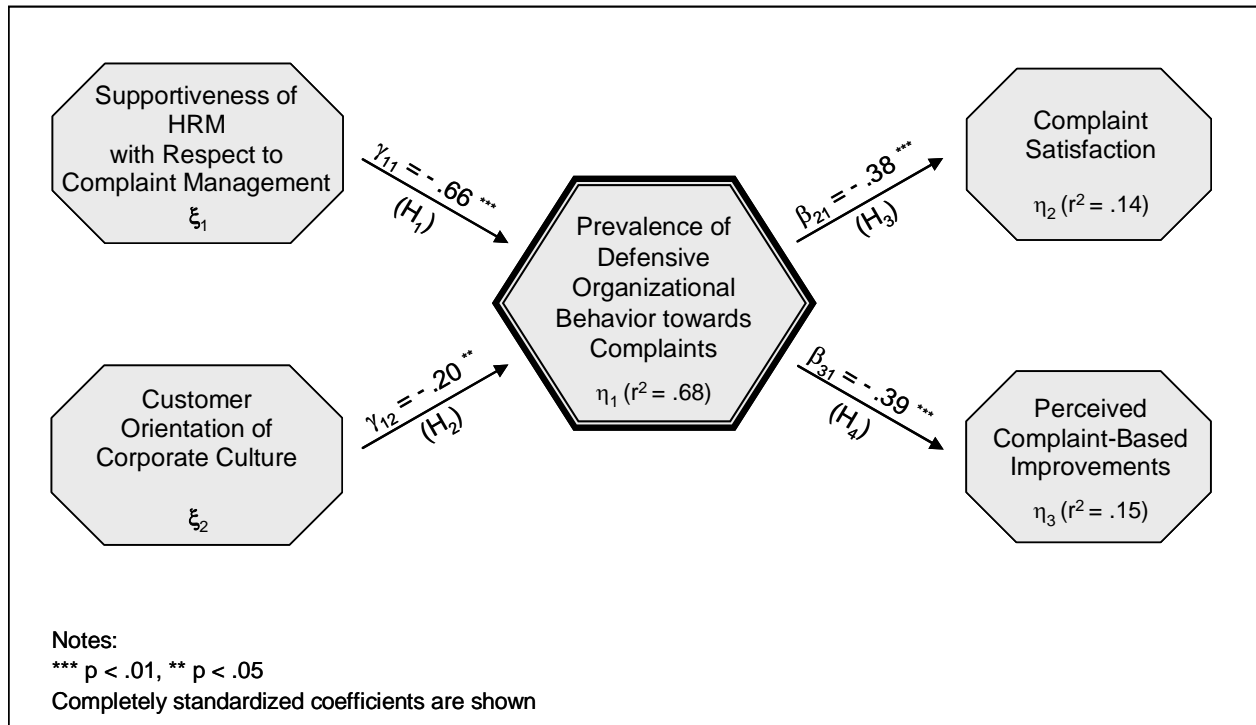 Supportiveness of
HRM
with Respect to
Complaint Management
ξ1
γ11 = - .66 ***
(H1)
Customer
Orientation of
Corporate Culture
ξ2
γ12 = - .20 **
(H2)
Prevalence of
Defensive
Organizational
Behavior towards
Complaints
η1 (r² = .68)
β21 = - .38 ***
(H3)
Complaint
Satisfaction
η2 (r² = .14)
β31 = - .39 ***
(H4)
Perceived
Complaint-Based
Improvements
η3 (r² = .15)
Notes:
*** p < .01, ** p < .05
Completely standardized coefficients are shown